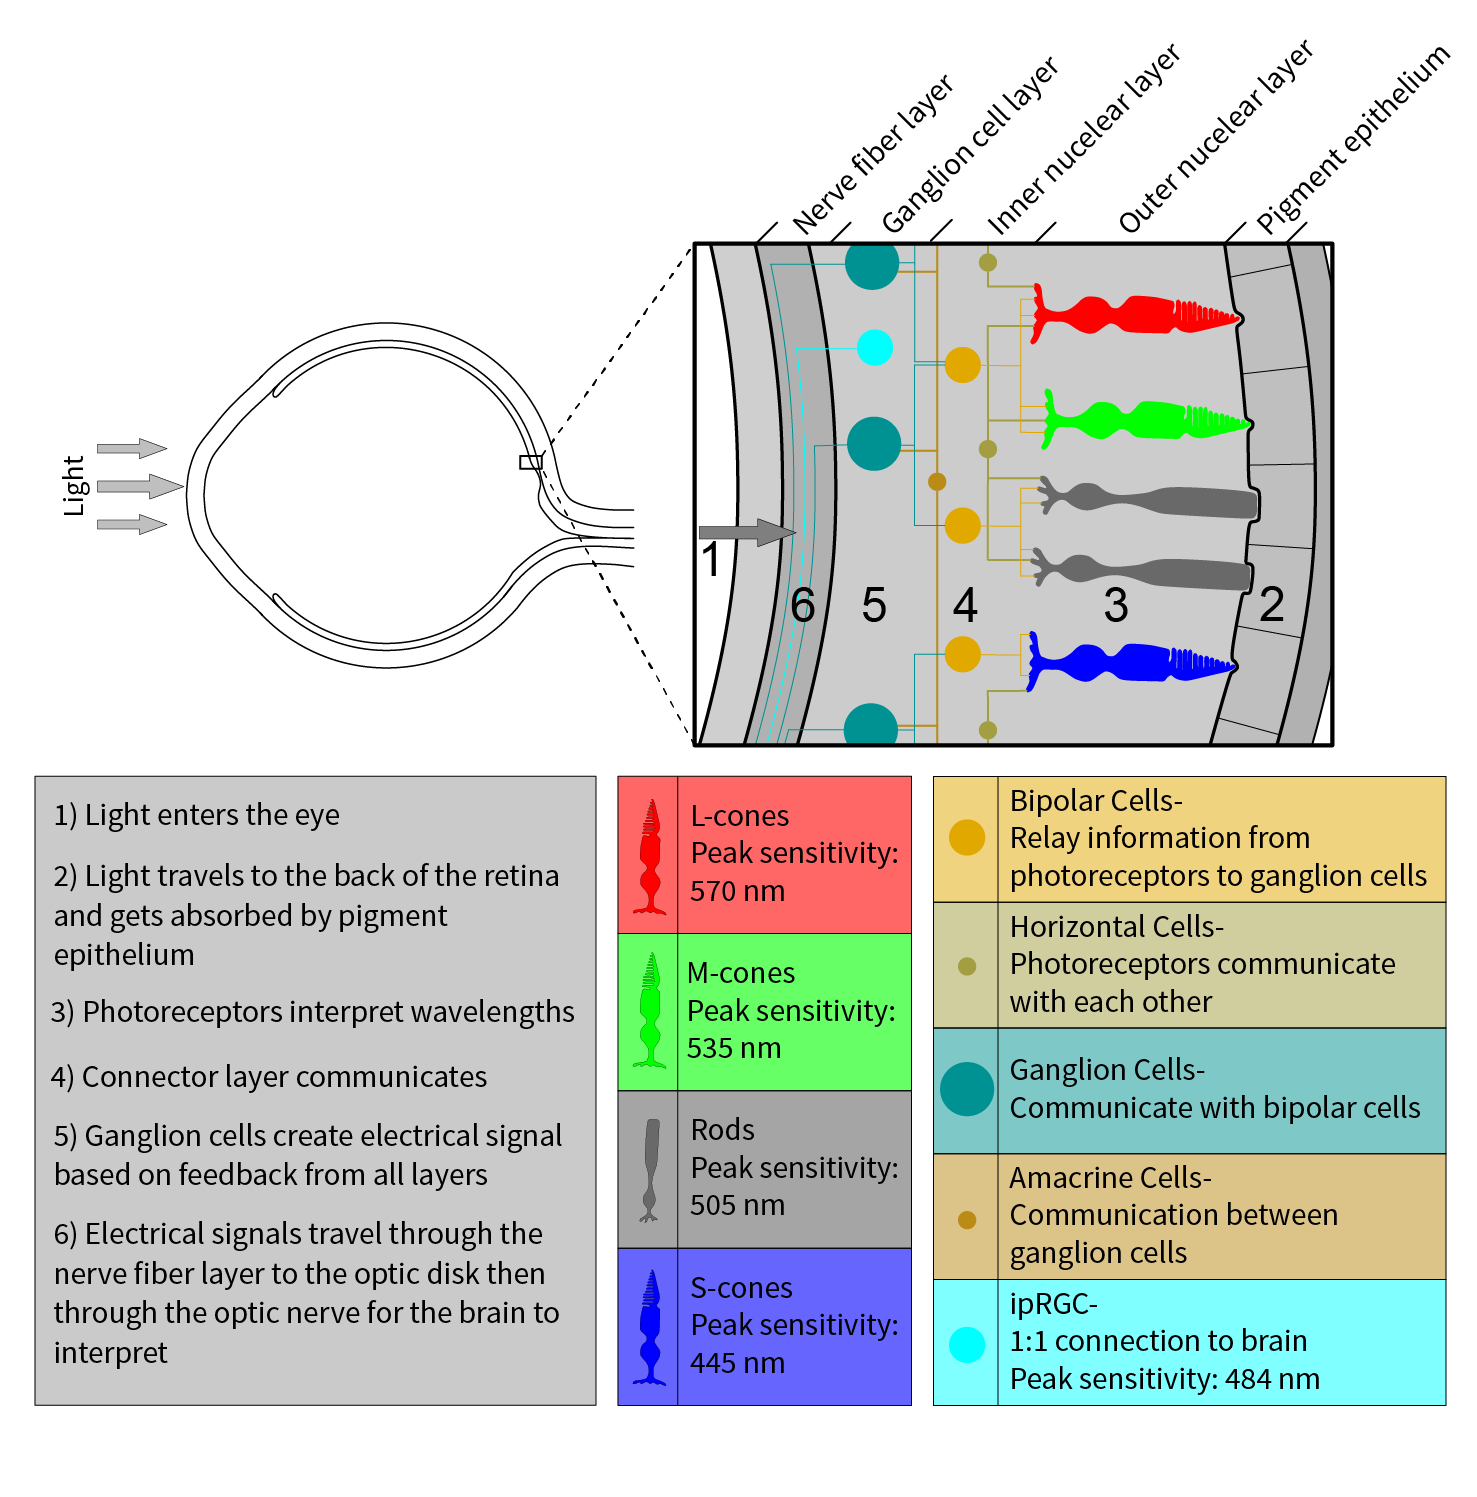 Nerve fiber layer
Ganglion cell layer
Inner nucelear layer
Outer nucelear layer
Pigment epithelium
Light
1
6
5
4
3
2
1) Light enters the eye
2) Light travels to the back of the retina
and gets absorbed by pigment
epithelium
3) Photoreceptors interpret wavelengths
4) Connector layer communicates
5) Ganglion cells create electrical signal
based on feedback from all layers
6) Electrical signals travel through the
nerve fiber layer to the optic disk then
through the optic nerve for the brain to
interpret
L-cones
Peak sensitivity:
570 nm
M-cones
Peak sensitivity:
535 nm
Rods
Peak sensitivity:
505 nm
S-cones
Peak sensitivity:
445 nm
Bipolar Cells-
Relay information from
photoreceptors to ganglion cells
Horizontal Cells-
Photoreceptors communicate
with each other
Ganglion Cells-
Communicate with bipolar cells
Amacrine Cells-
Communication between
ganglion cells
ipRGC-
1:1 connection to brain
Peak sensitivity: 484 nm